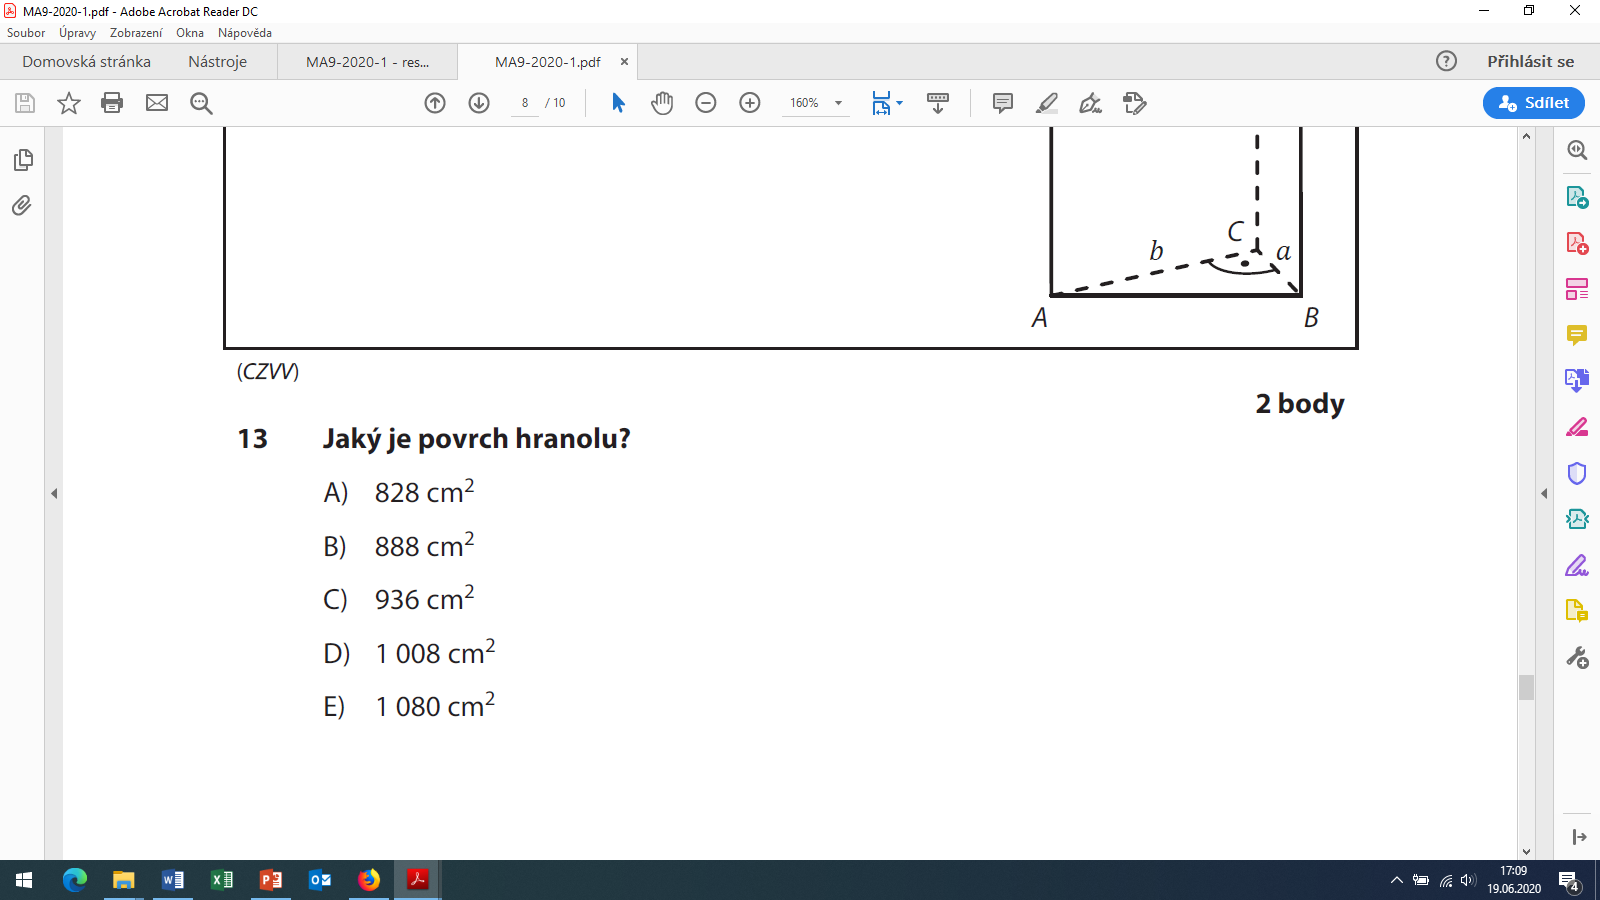 MA9-2020-1.pdf - Adobe Acrobat Reader DC
Soubor Úpravy Zobrazení Okna Nápověda
Domovská stránka Nástroje MA9-2020-1 - res... MA9-2020-1.pdf × ? Přihlásit se
8 / 10 160% Sdílet
C
b a
A B
(CZVV)
2 body
13 Jaký je povrch hranolu?
A) 828 cm²
B) 888 cm²
C) 936 cm²
D) 1 008 cm²
E) 1 080 cm²
17:09
19.06.2020
4